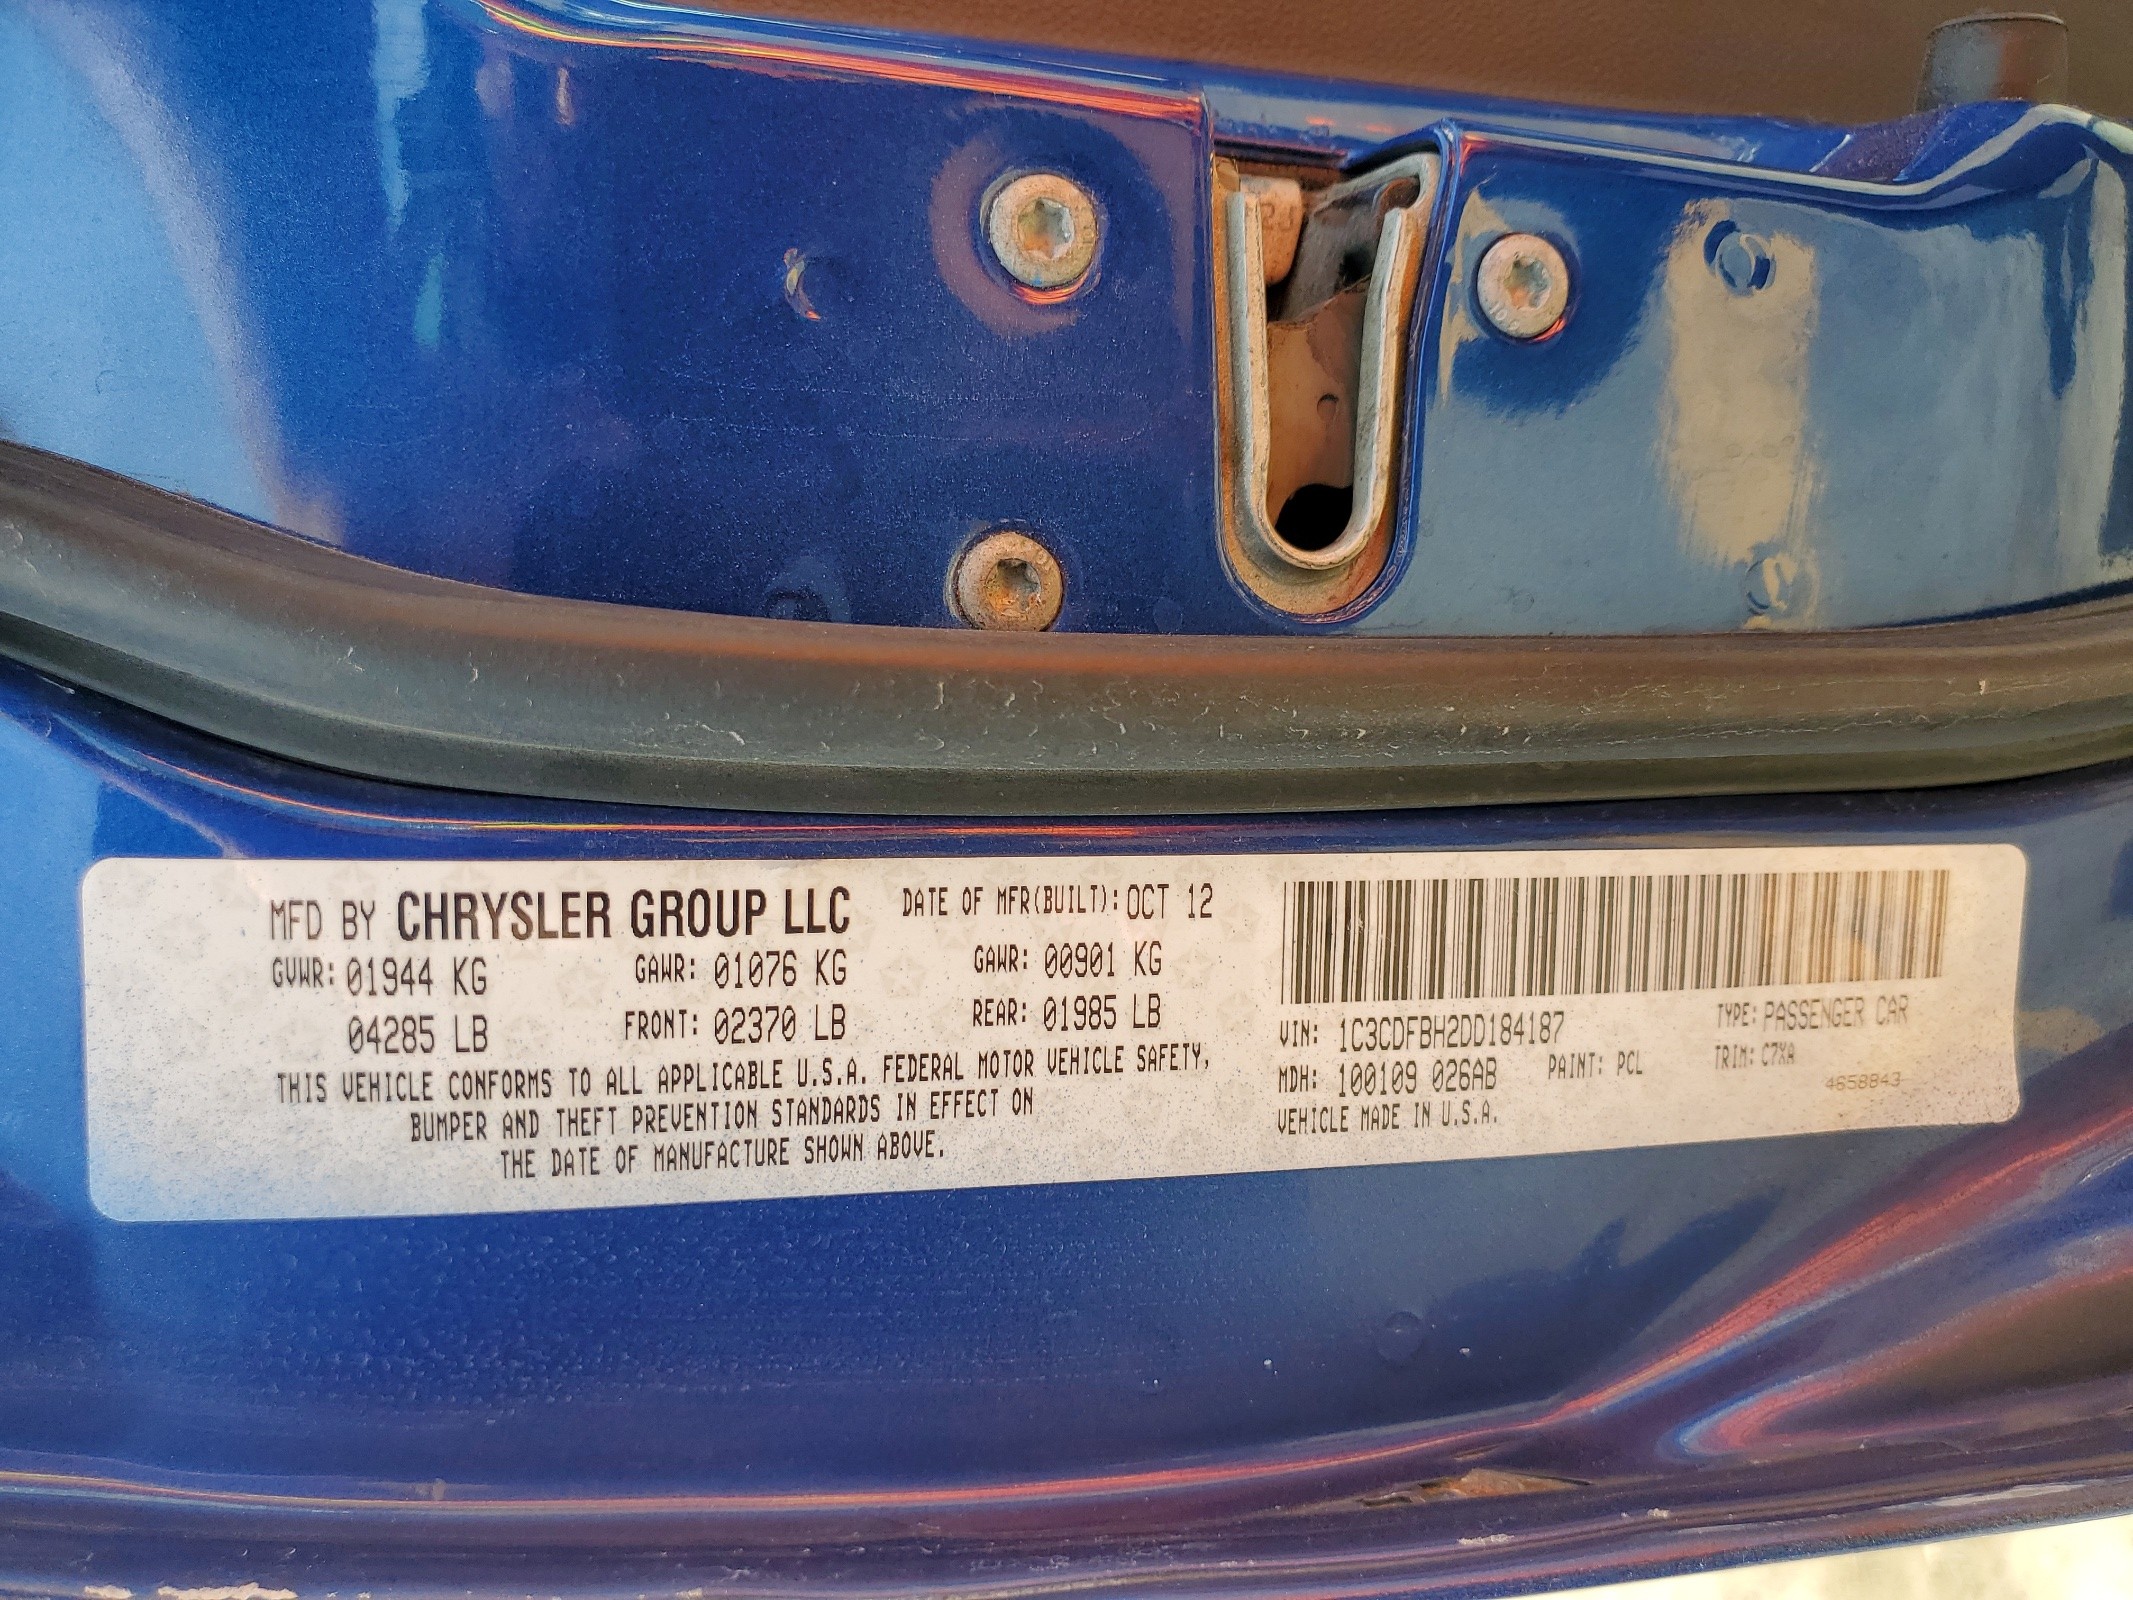 MFD BY CHRYSLER GROUP LLC DATE OF MFR(BUILT): OCT 12
GVWR: 01944 KG GAWR: 01076 KG GAWR: 00901 KG
04285 LB FRONT: 02370 LB REAR: 01985 LB
THIS VEHICLE CONFORMS TO ALL APPLICABLE U.S.A. FEDERAL MOTOR VEHICLE SAFETY,
BUMPER AND THEFT PREVENTION STANDARDS IN EFFECT ON
THE DATE OF MANUFACTURE SHOWN ABOVE.
VIN: 1C3CDFBH2DD184187 TYPE: PASSENGER CAR
MDH: 100109 026AB PAINT: PCL TRIM: C7XA
VEHICLE MADE IN U.S.A. 4658843